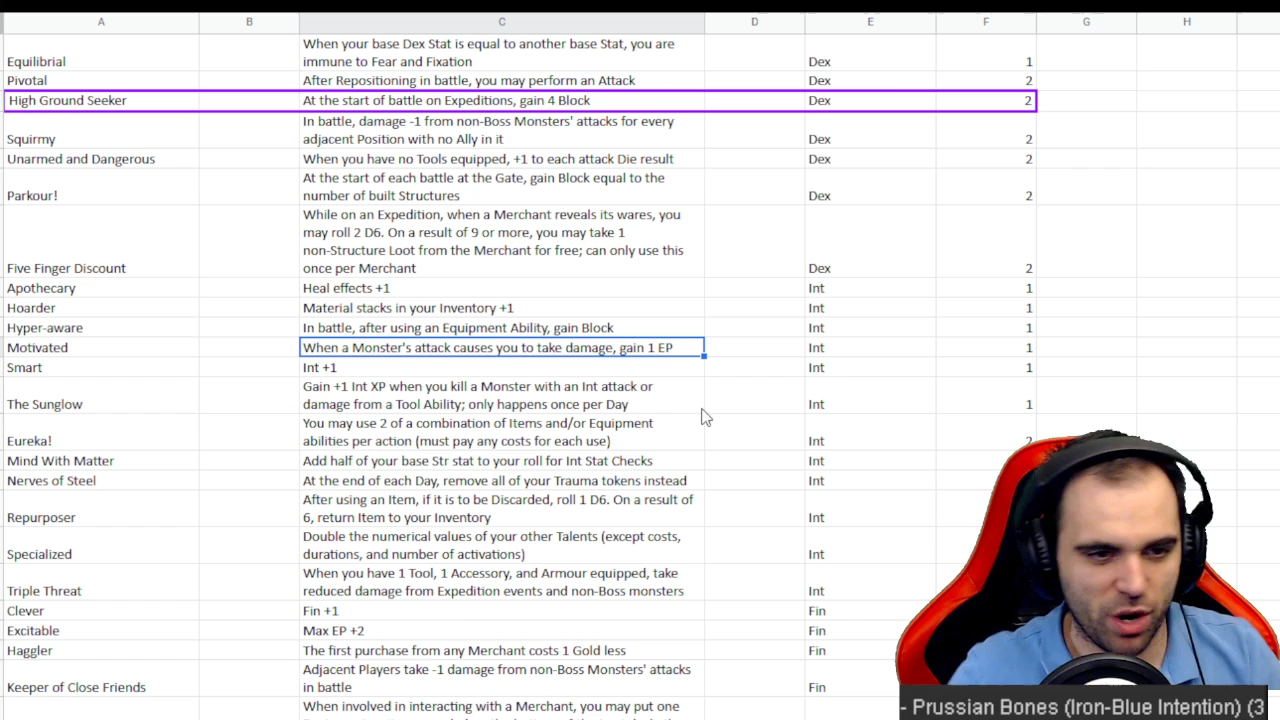 A B C D E F G H
When your base Dex Stat is equal to another base Stat, you are
Equilibrial immune to Fear and Fixation Dex 1
Pivotal After Repositioning in battle, you may perform an Attack Dex 2
High Ground Seeker At the start of battle on Expeditions, gain 4 Block Dex 2
In battle, damage -1 from non-Boss Monsters' attacks for every
Squirmy adjacent Position with no Ally in it Dex 2
Unarmed and Dangerous When you have no Tools equipped, +1 to each attack Die result Dex 2
At the start of each battle at the Gate, gain Block equal to the
Parkour! number of built Structures Dex 2
While on an Expedition, when a Merchant reveals its wares, you
may roll 2 D6. On a result of 9 or more, you may take 1
non-Structure Loot from the Merchant for free; can only use this
Five Finger Discount once per Merchant Dex 2
Apothecary Heal effects +1 Int 1
Hoarder Material stacks in your Inventory +1 Int 1
Hyper-aware In battle, after using an Equipment Ability, gain Block Int 1
Motivated When a Monster's attack causes you to take damage, gain 1 EP Int 1
Smart Int +1 Int 1
Gain +1 Int XP when you kill a Monster with an Int attack or
The Sunglow damage from a Tool Ability; only happens once per Day Int 1
You may use 2 of a combination of Items and/or Equipment
Eureka! abilities per action (must pay any costs for each use) Int 2
Mind With Matter Add half of your base Str stat to your roll for Int Stat Checks Int
Nerves of Steel At the end of each Day, remove all of your Trauma tokens instead Int
After using an Item, if it is to be Discarded, roll 1 D6. On a result of
Repurposer 6, return Item to your Inventory Int
Double the numerical values of your other Talents (except costs,
Specialized durations, and number of activations) Int
When you have 1 Tool, 1 Accessory, and Armour equipped, take
Triple Threat reduced damage from Expedition events and non-Boss monsters Int
Clever Fin +1 Fin
Excitable Max EP +2 Fin
Haggler The first purchase from any Merchant costs 1 Gold less Fin
Adjacent Players take -1 damage from non-Boss Monsters' attacks
Keeper of Close Friends in battle Fin
When involved in interacting with a Merchant, you may put one
- Prussian Bones (Iron-Blue Intention) (3